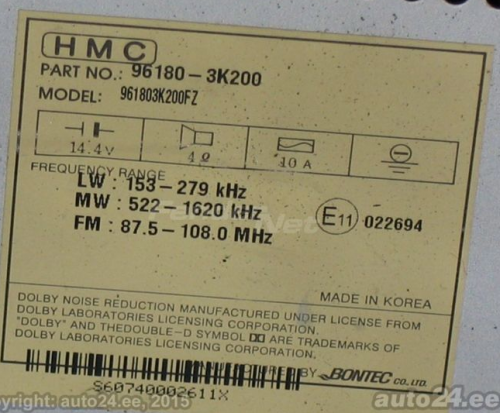 HMC
PART NO.: 96180-3K200
MODEL: 961803K200FZ
14.4V 4Ω 10 A
FREQUENCY RANGE
LW : 153-279 kHz
MW : 522-1620 kHz
FM : 87.5-108.0 MHz
E11 022694
MADE IN KOREA
DOLBY NOISE REDUCTION MANUFACTURED UNDER LICENSE FROM
DOLBY LABORATORIES LICENSING CORPORATION.
"DOLBY" AND THEDOUBLE-D SYMBOL ARE TRADEMARKS OF
DOLBY LABORATORIES LICENSING CORPORATION.
BY BONTEC CO., LTD.
S60740002611X
copyright: auto24.ee, 2015
auto24.ee